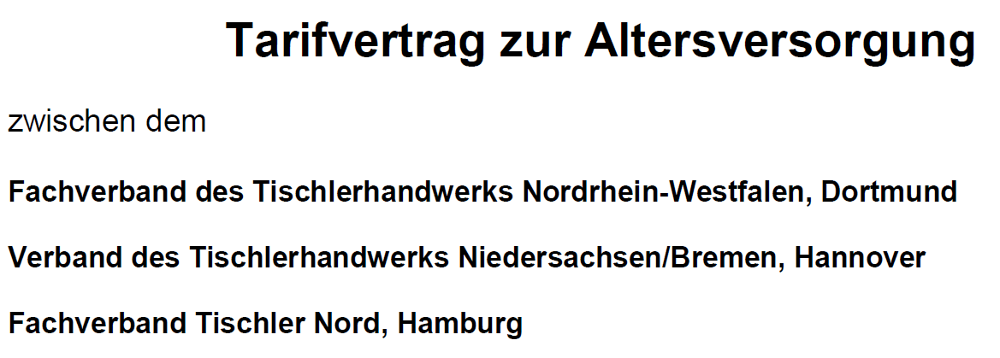 Tarifvertrag zur Altersversorgung
zwischen dem
Fachverband des Tischlerhandwerks Nordrhein-Westfalen, Dortmund
Verband des Tischlerhandwerks Niedersachsen/Bremen, Hannover
Fachverband Tischler Nord, Hamburg